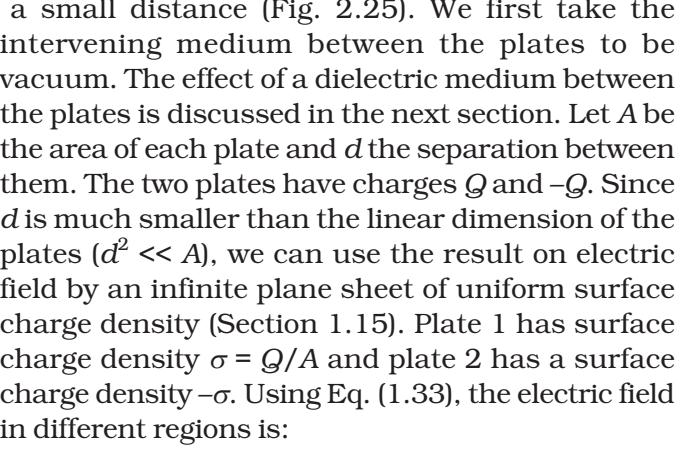 a small distance (Fig. 2.25). We first take the
intervening medium between the plates to be
vacuum. The effect of a dielectric medium between
the plates is discussed in the next section. Let A be
the area of each plate and d the separation between
them. The two plates have charges Q and –Q. Since
d is much smaller than the linear dimension of the
plates (d² << A), we can use the result on electric
field by an infinite plane sheet of uniform surface
charge density (Section 1.15). Plate 1 has surface
charge density σ = Q/A and plate 2 has a surface
charge density –σ. Using Eq. (1.33), the electric field
in different regions is: